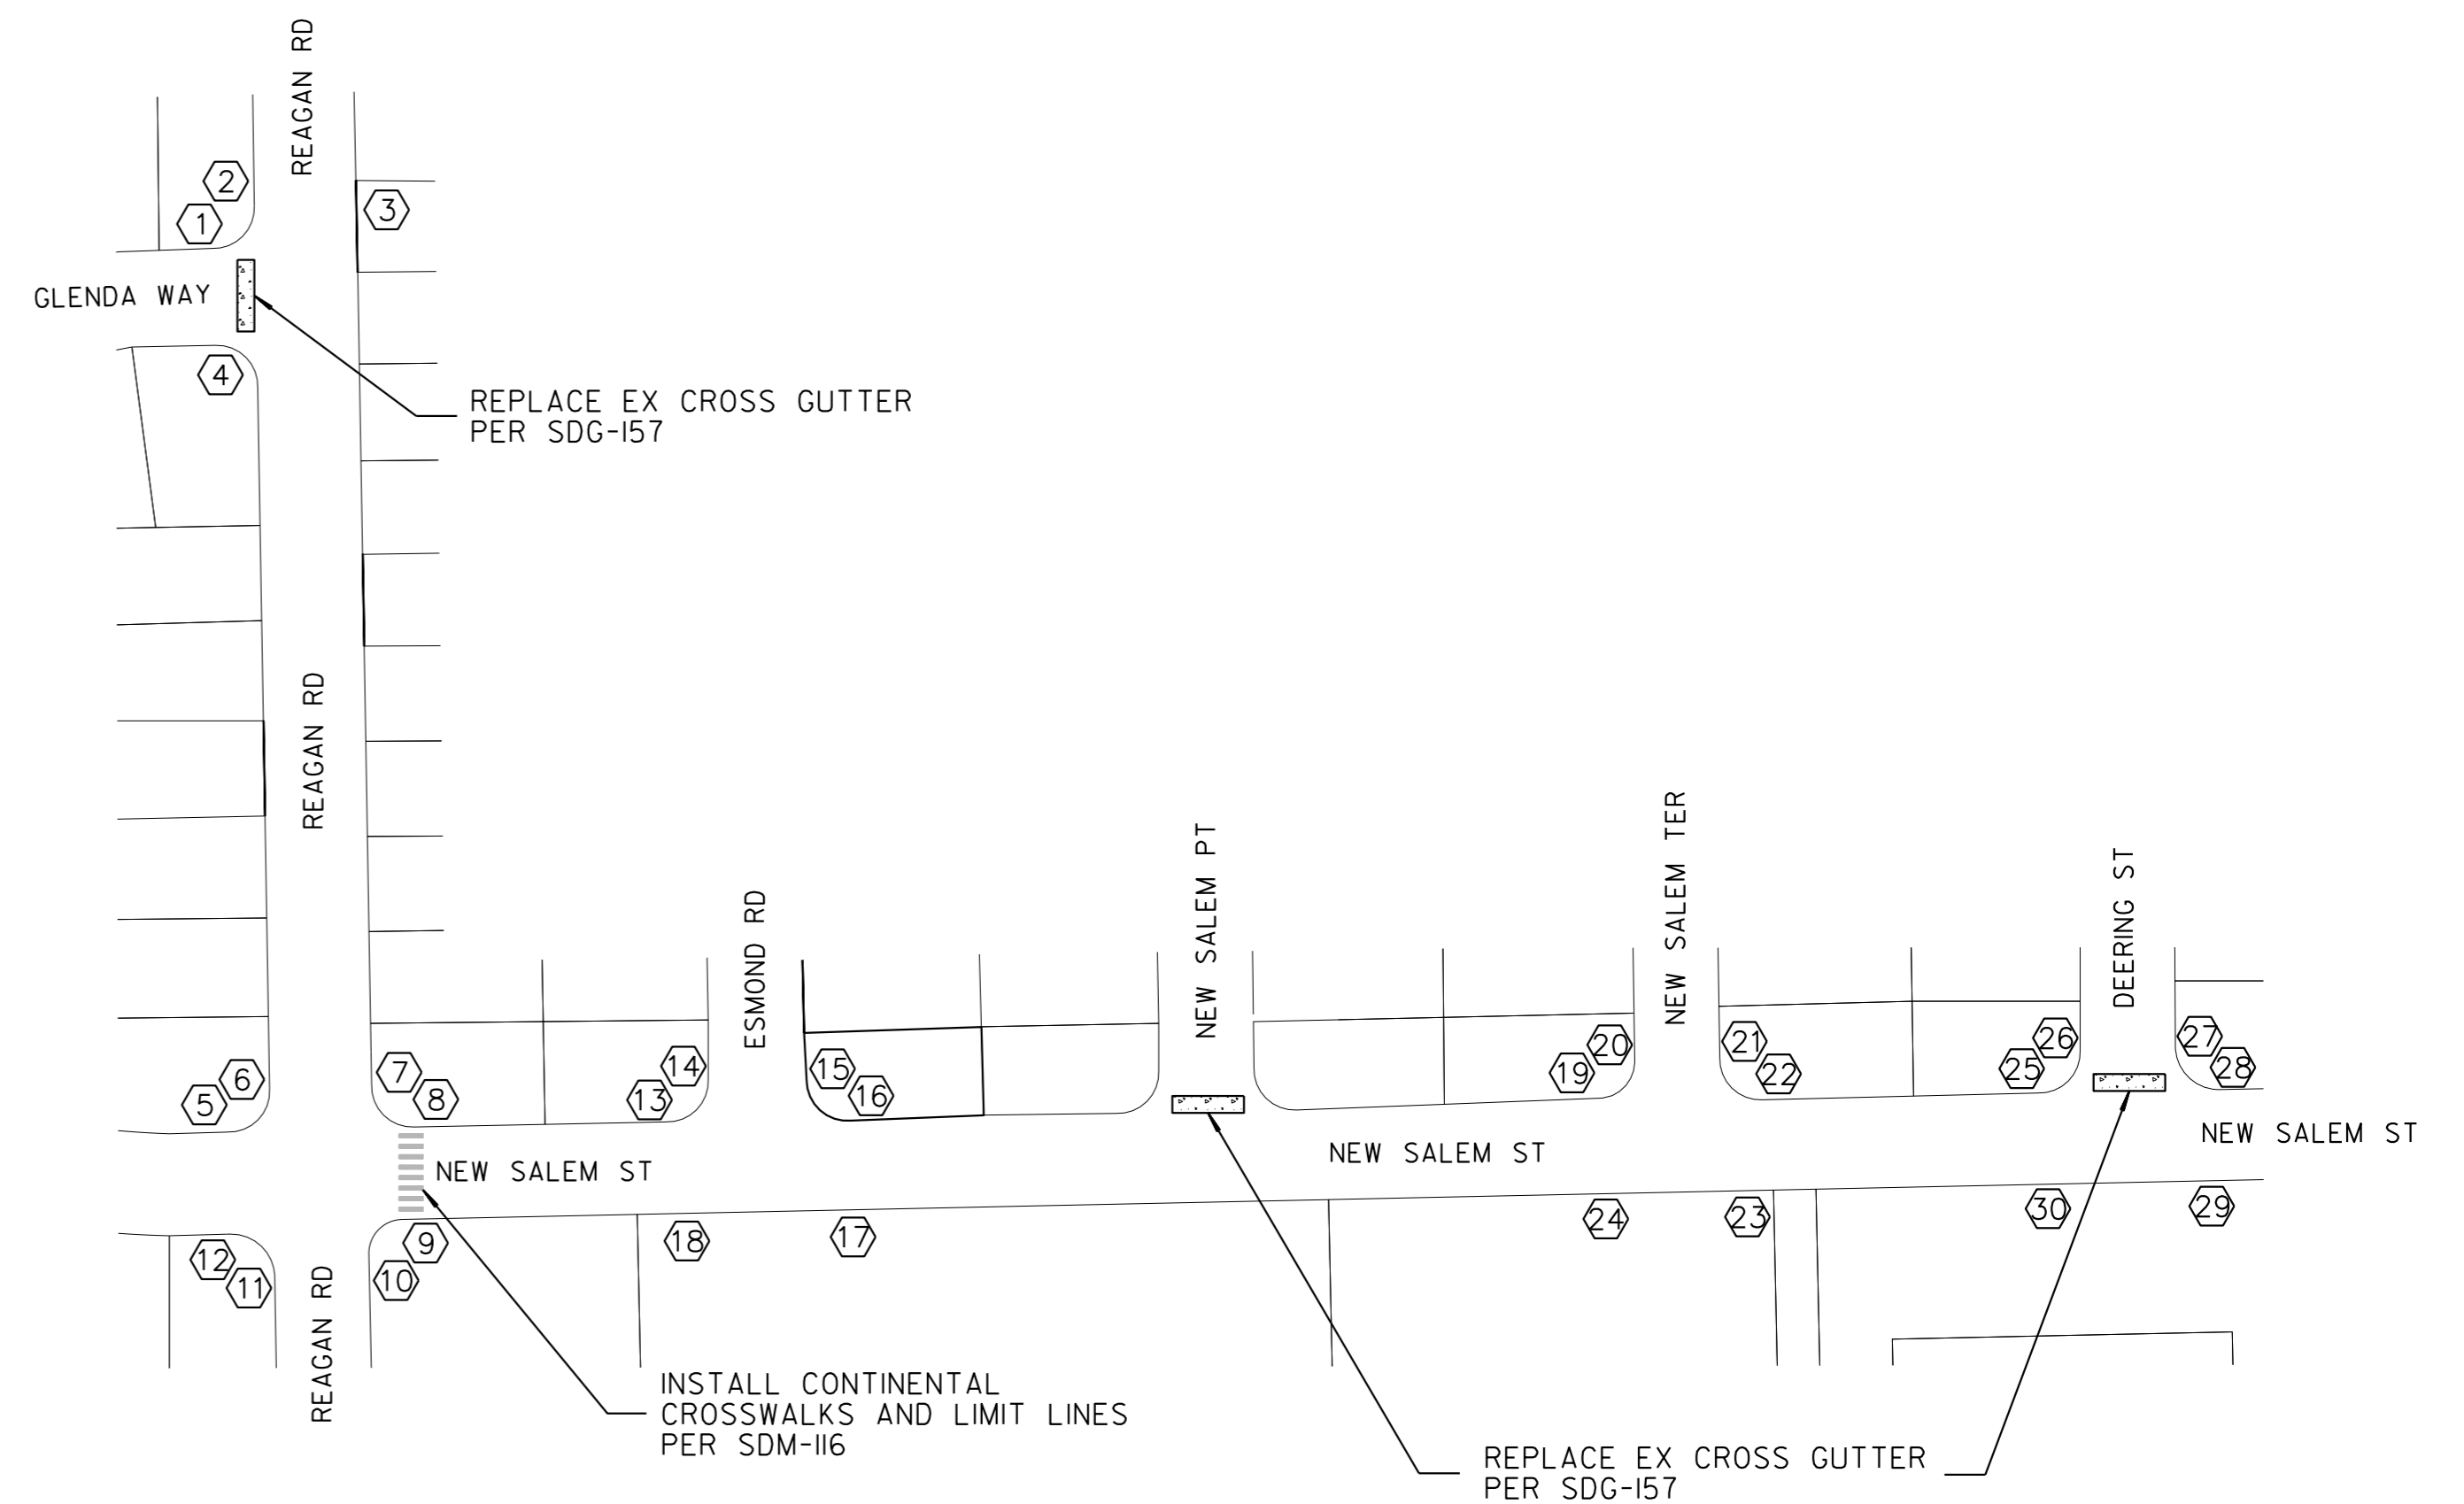 REAGAN RD
2
1
3
GLENDA WAY
4
REPLACE EX CROSS GUTTER
PER SDG-157
REAGAN RD
NEW SALEM PT
NEW SALEM TER
DEERING ST
ESMOND RD
6
5
7
8
14
13
15
16
20
19
21
22
26
25
27
28
NEW SALEM ST
NEW SALEM ST
NEW SALEM ST
12
11
9
10
18
17
24
23
30
29
REAGAN RD
INSTALL CONTINENTAL
CROSSWALKS AND LIMIT LINES
PER SDM-116
REPLACE EX CROSS GUTTER
PER SDG-157